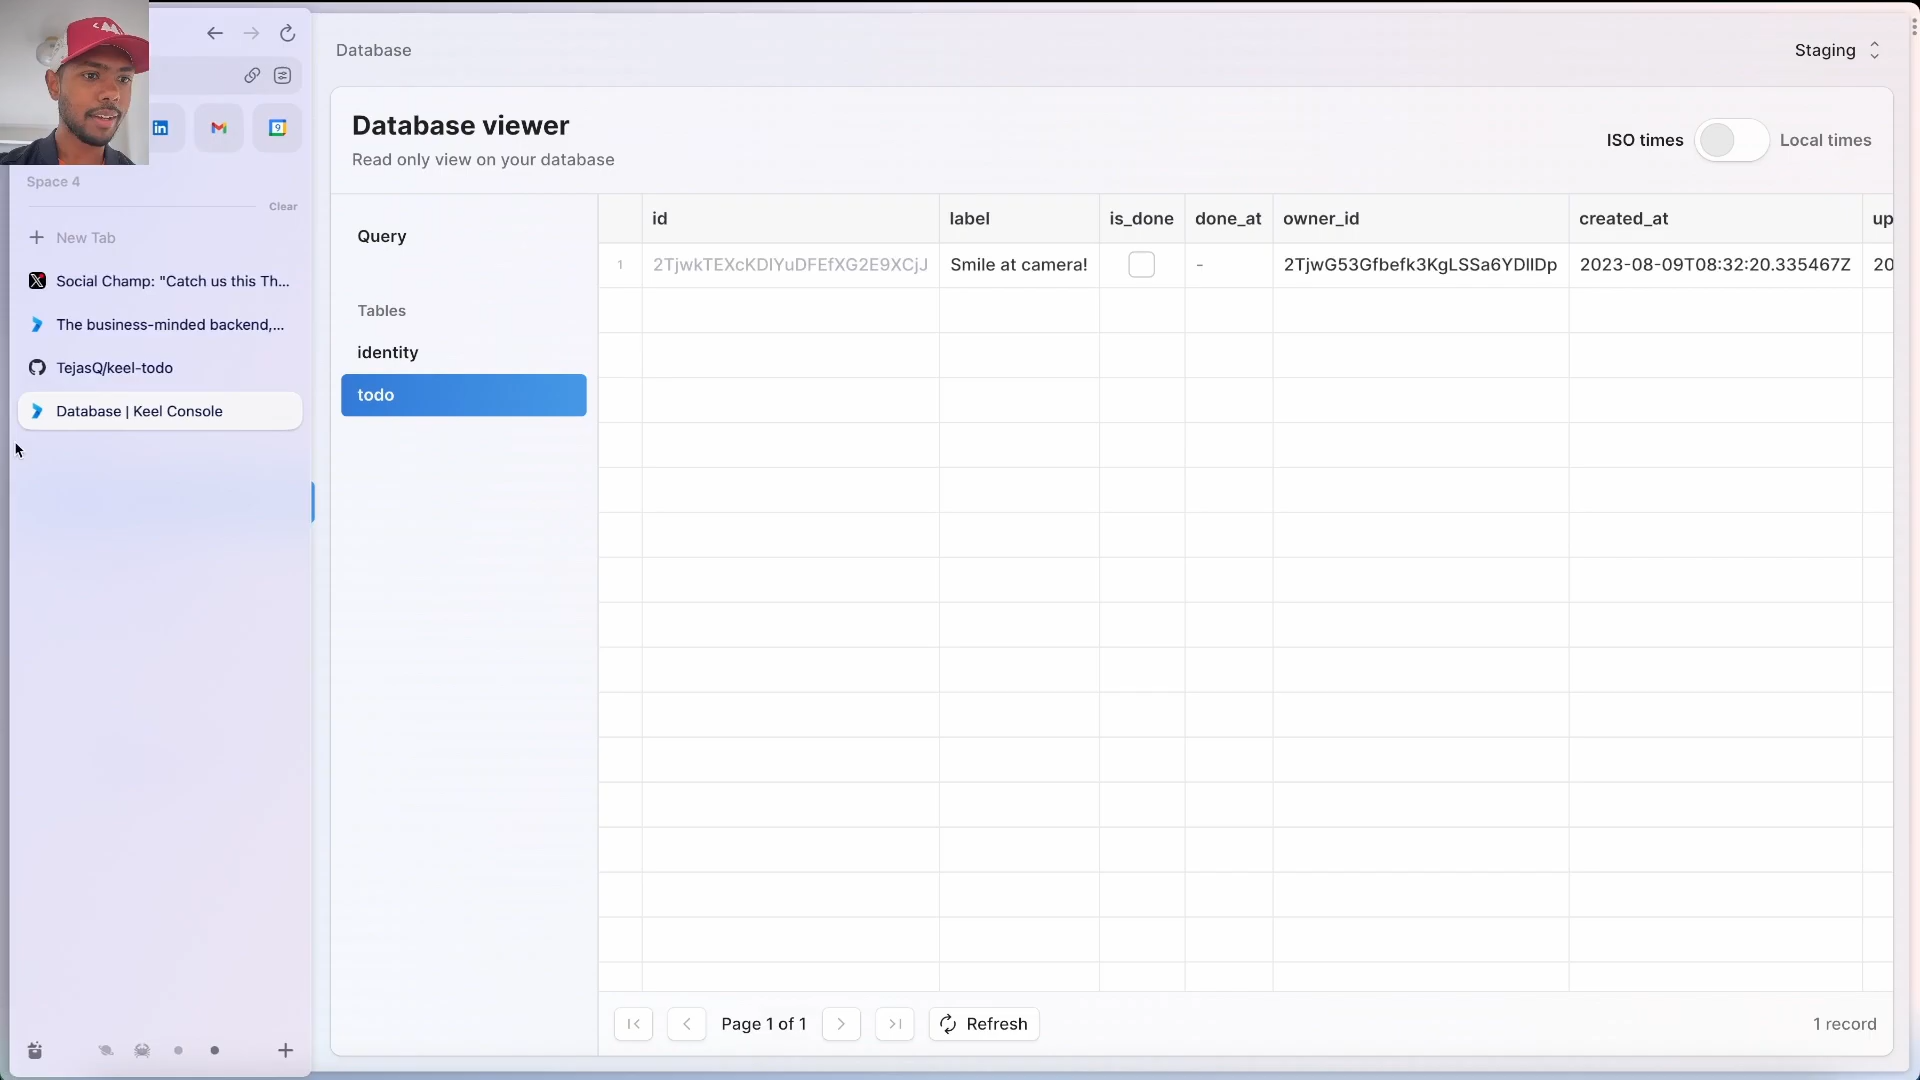 Database
Staging
Database viewer
Read only view on your database
ISO times
Local times
Space 4
Clear
New Tab
Social Champ: "Catch us this Th...
The business-minded backend,...
TejasQ/keel-todo
Database | Keel Console
Query
Tables
identity
todo
id label is_done done_at owner_id created_at up
1 2TjwkTEXcKDIYuDFEfXG2E9XCjJ Smile at camera! - 2TjwG53Gfbefk3KgLSSa6YDIIDp 2023-08-09T08:32:20.335467Z 20
Page 1 of 1
Refresh
1 record
in
9